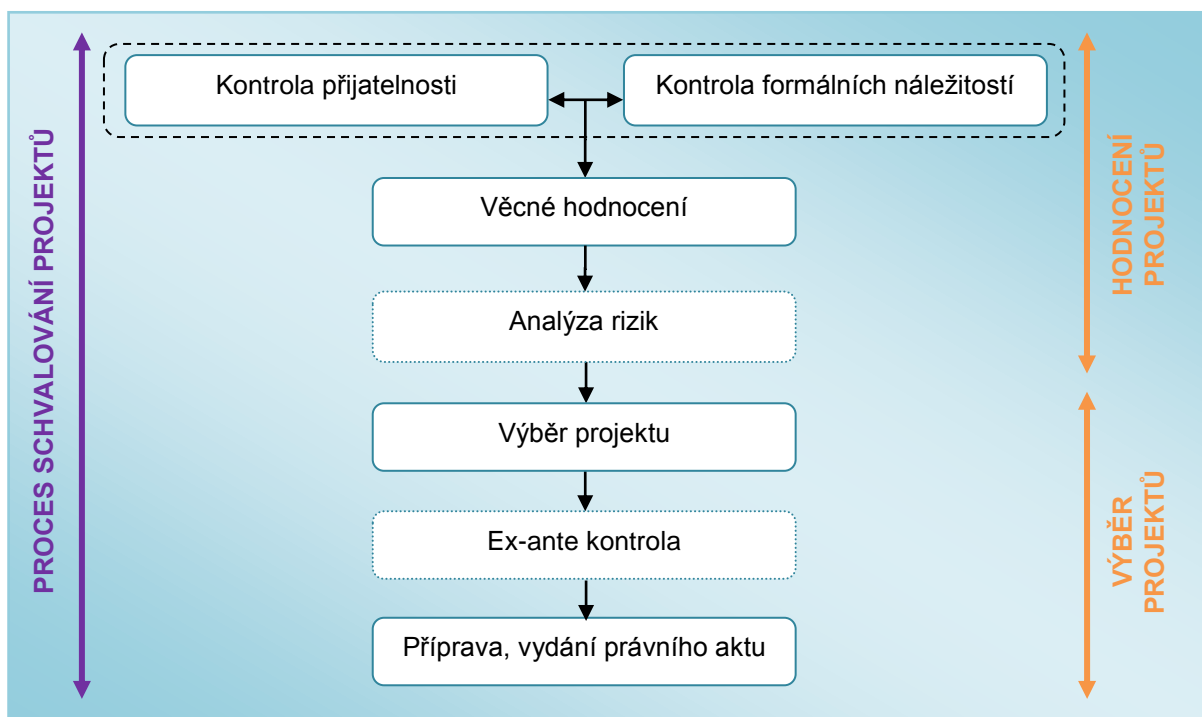 PROCES SCHVALOVÁNÍ PROJEKTŮ
Kontrola přijatelnosti
Kontrola formálních náležitostí
Věcné hodnocení
Analýza rizik
Výběr projektu
Ex-ante kontrola
Příprava, vydání právního aktu
HODNOCENÍ
PROJEKTŮ
VÝBĚR
PROJEKTŮ